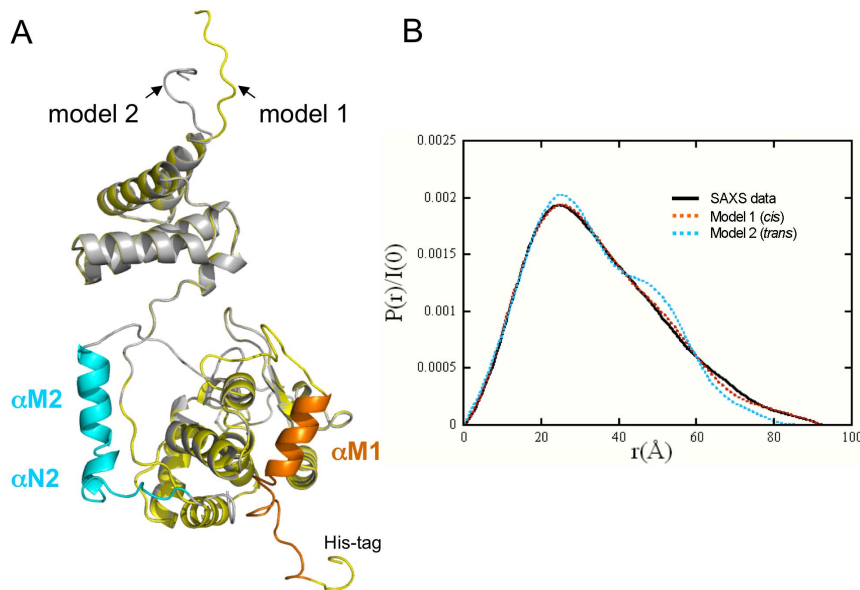 A
model 2
model 1
αM2
αN2
αM1
His-tag
B
0.0025
0.002
0.0015
0.001
0.0005
0
P(r)/I(0)
SAXS data
Model 1 (cis)
Model 2 (trans)
0
20
40
60
80
100
r(Å)